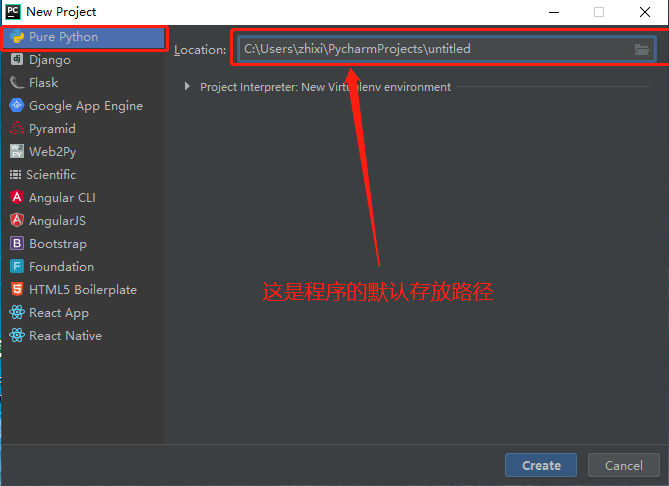 New Project
Pure Python
Django
Flask
Google App Engine
Pyramid
Web2Py
Scientific
Angular CLI
AngularJS
Bootstrap
Foundation
HTML5 Boilerplate
React App
React Native
Location: C:\Users\zhixi\PycharmProjects\untitled
Project Interpreter: New Virtualenv environment
这是程序的默认存放路径
Create Cancel